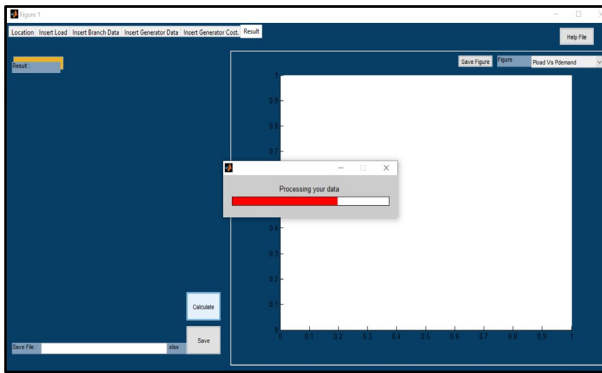 Figure 1
Location Insert Load Insert Branch Data Insert Generator Data Insert Generator Cost. Result
Help File
Result :
Save Figure Figure Pload Vs Pdemand
1
0.9
0.8
0.7
Processing your data
0.4
0.3
0.2
0.1
0
0 0.1 0.2 0.3 0.4 0.5 0.6 0.7 0.8 0.9 1
Calculate
Save
Save File : .xlsx